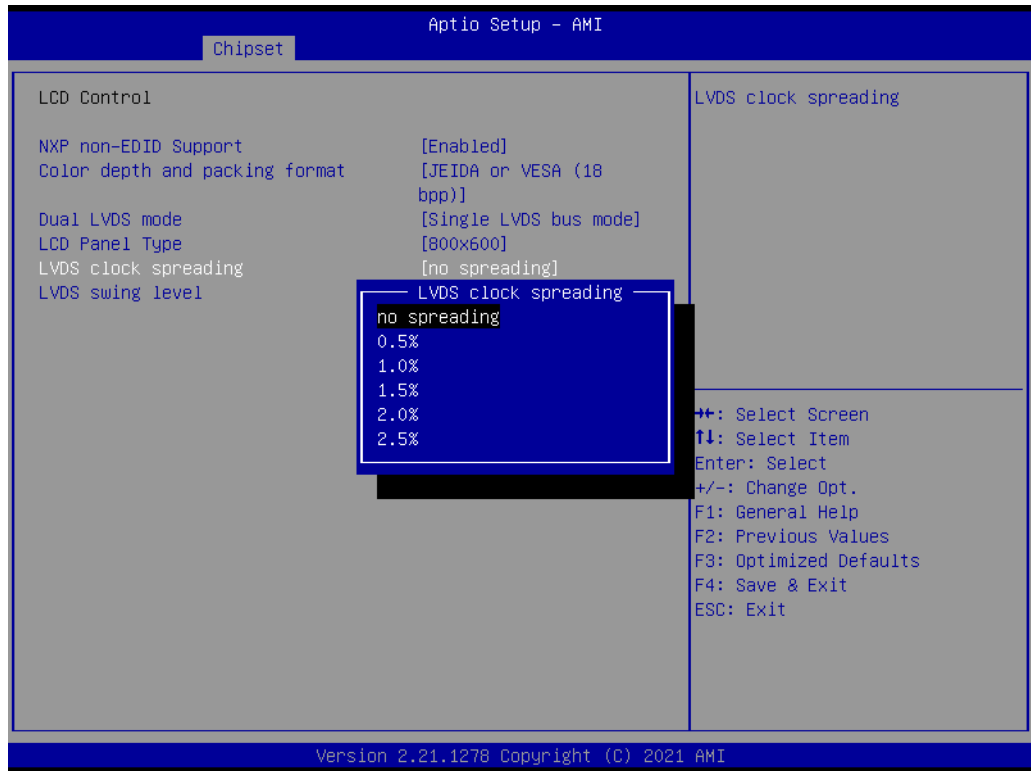 Aptio Setup – AMI
Chipset
LCD Control
LVDS clock spreading
NXP non-EDID Support [Enabled]
Color depth and packing format [JEIDA or VESA (18
bpp)]
Dual LVDS mode [Single LVDS bus mode]
LCD Panel Type [800x600]
LVDS clock spreading [no spreading]
LVDS swing level
LVDS clock spreading
no spreading
0.5%
1.0%
1.5%
2.0%
2.5%
→←: Select Screen
↑↓: Select Item
Enter: Select
+/-: Change Opt.
F1: General Help
F2: Previous Values
F3: Optimized Defaults
F4: Save & Exit
ESC: Exit
Version 2.21.1278 Copyright (C) 2021 AMI